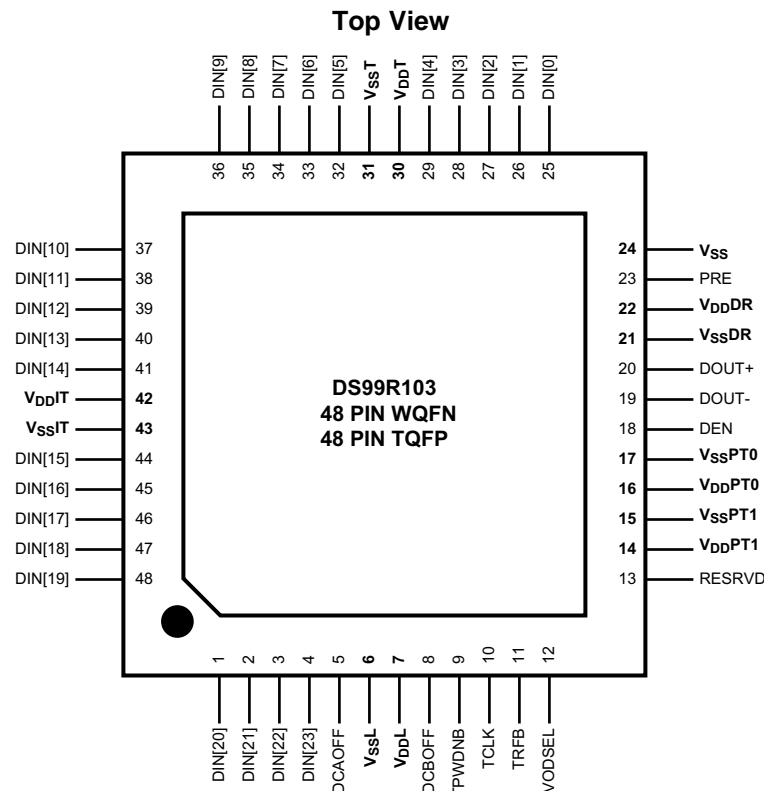 Top View
DIN[9] DIN[8] DIN[7] DIN[6] DIN[5] VSST VDDT DIN[4] DIN[3] DIN[2] DIN[1] DIN[0]
36 35 34 33 32 31 30 29 28 27 26 25
DIN[10] 37
DIN[11] 38
DIN[12] 39
DIN[13] 40
DIN[14] 41
VDDIT 42
VSSIT 43
DIN[15] 44
DIN[16] 45
DIN[17] 46
DIN[18] 47
DIN[19] 48
DS99R103
48 PIN WQFN
48 PIN TQFP
24 VSS
23 PRE
22 VDDDR
21 VSSDR
20 DOUT+
19 DOUT-
18 DEN
17 VSSPT0
16 VDDPT0
15 VSSPT1
14 VDDPT1
13 RESRVD
1 2 3 4 5 6 7 8 9 10 11 12
DIN[20] DIN[21] DIN[22] DIN[23] DCAOFF VSSL VDDL DCBOFF TPWDNB TCLK TRFB VODSEL